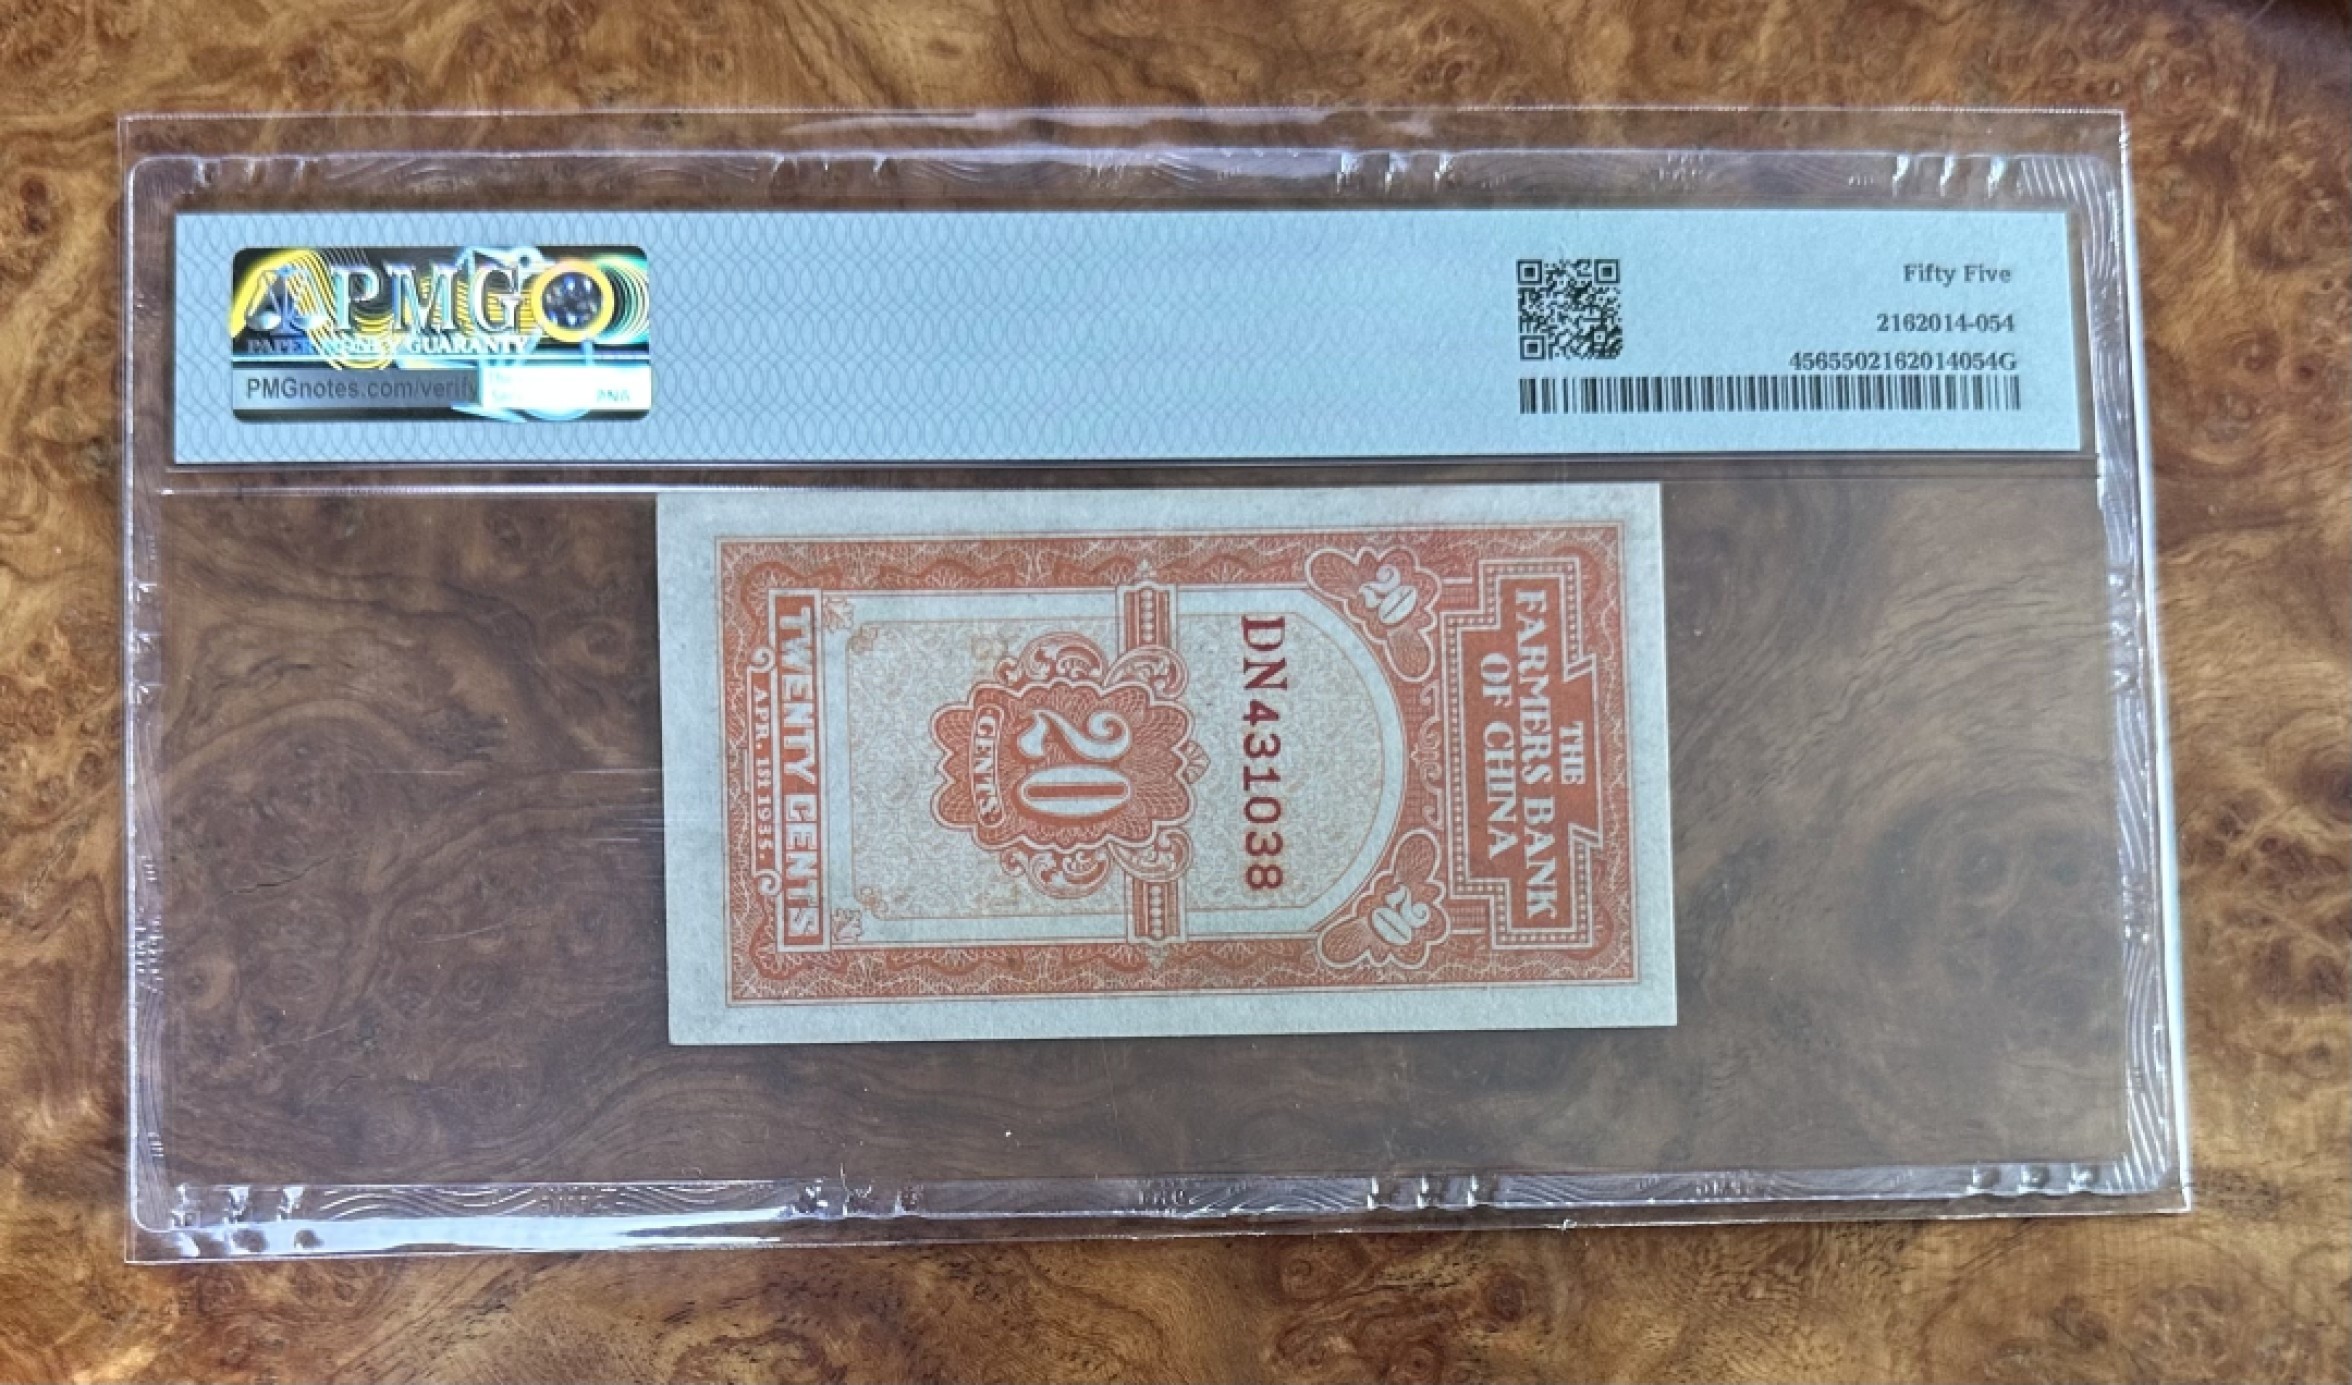 PMG
PAPER MONEY GUARANTY
PMGnotes.com/verify
Fifty Five
2162014-054
4565502162014054G
THE
FARMERS BANK
OF CHINA
20
20
DN431038
20
CENTS
TWENTY CENTS
APR. 1st 1935.